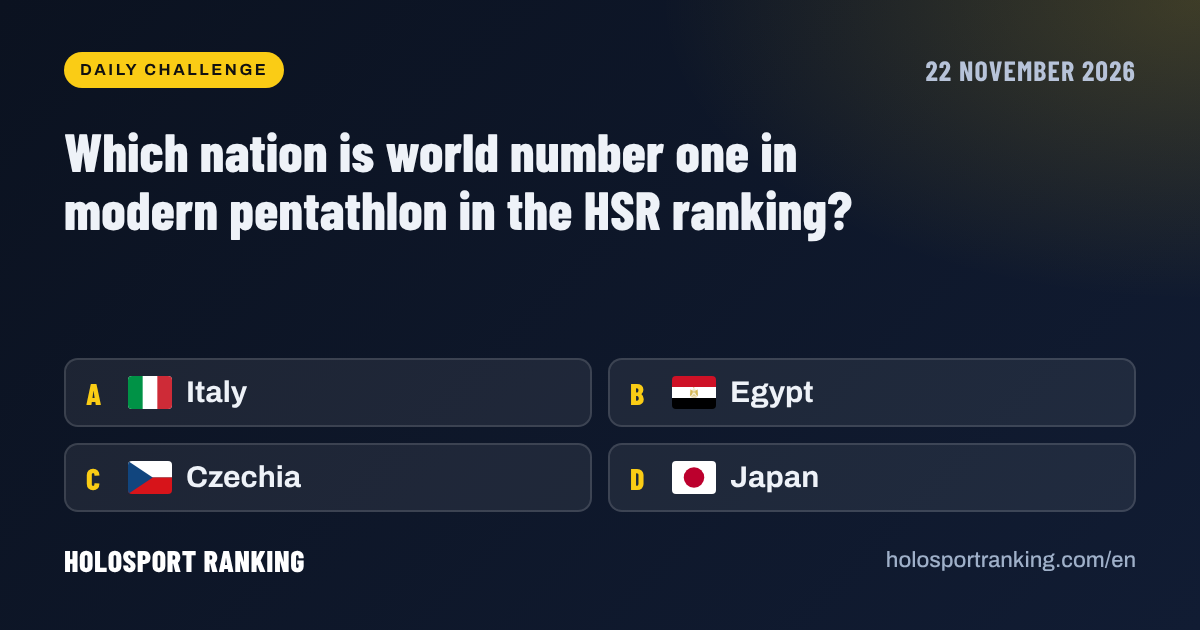 DAILY CHALLENGE
22 NOVEMBER 2026
Which nation is world number one in
modern pentathlon in the HSR ranking?
A Italy
B Egypt
C Czechia
D Japan
HOLOSPORT RANKING
holosportranking.com/en